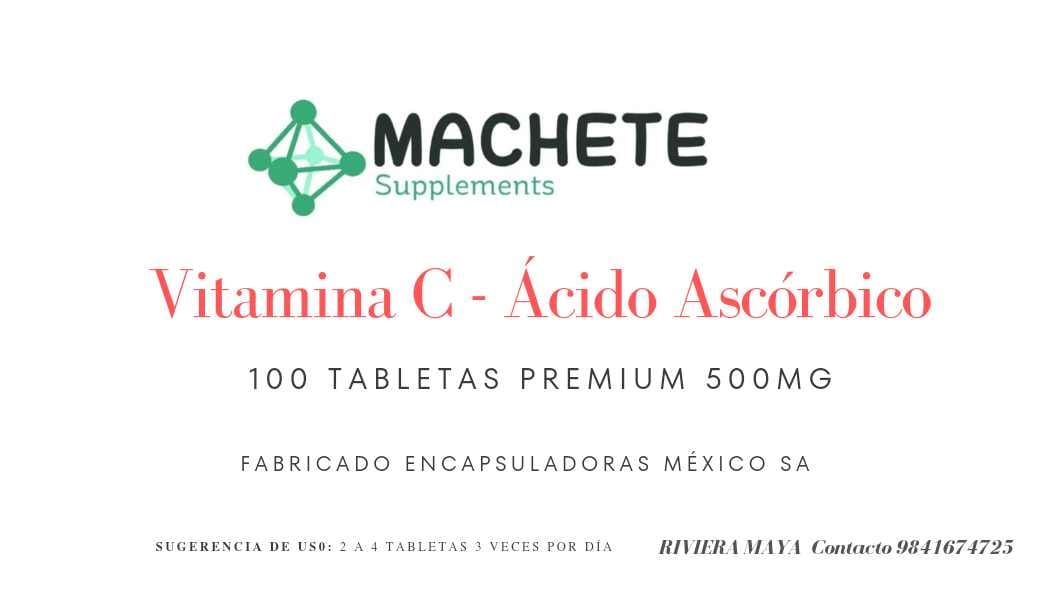 MACHETE
Supplements
Vitamina C - Ácido Ascórbico
100 TABLETAS PREMIUM 500MG
FABRICADO ENCAPSULADORAS MÉXICO SA
SUGERENCIA DE US0: 2 A 4 TABLETAS 3 VECES POR DÍA
RIVIERA MAYA Contacto 9841674725